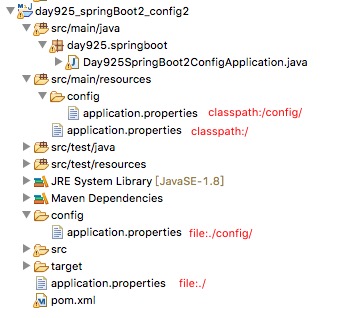 day925_springBoot2_config2
src/main/java
day925.springboot
Day925SpringBoot2ConfigApplication.java
src/main/resources
config
application.properties classpath:/config/
application.properties classpath:/
src/test/java
src/test/resources
JRE System Library [JavaSE-1.8]
Maven Dependencies
config
application.properties file:./config/
src
target
application.properties file:./
pom.xml